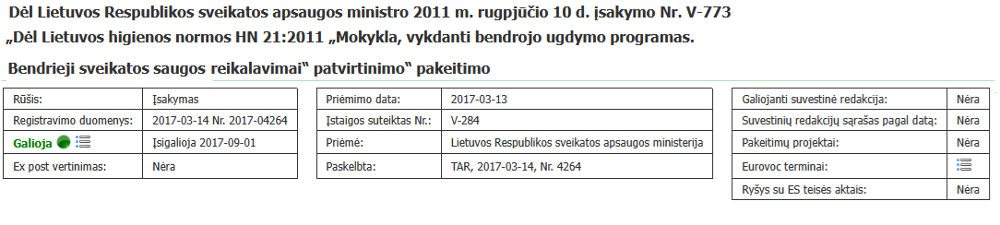 Dėl Lietuvos Respublikos sveikatos apsaugos ministro 2011 m. rugpjūčio 10 d. įsakymo Nr. V-773
„Dėl Lietuvos higienos normos HN 21:2011 „Mokykla, vykdanti bendrojo ugdymo programas.
Bendrieji sveikatos saugos reikalavimai“ patvirtinimo“ pakeitimo
Rūšis: Įsakymas
Registravimo duomenys: 2017-03-14 Nr. 2017-04264
Galioja Įsigalioja 2017-09-01
Ex post vertinimas: Nėra
Priėmimo data: 2017-03-13
Įstaigos suteiktas Nr.: V-284
Priėmė: Lietuvos Respublikos sveikatos apsaugos ministerija
Paskelbta: TAR, 2017-03-14, Nr. 4264
Galiojanti suvestinė redakcija: Nėra
Suvestinių redakcijų sąrašas pagal datą: Nėra
Pakeitimų projektai: Nėra
Eurovoc terminai:
Ryšys su ES teisės aktais: Nėra